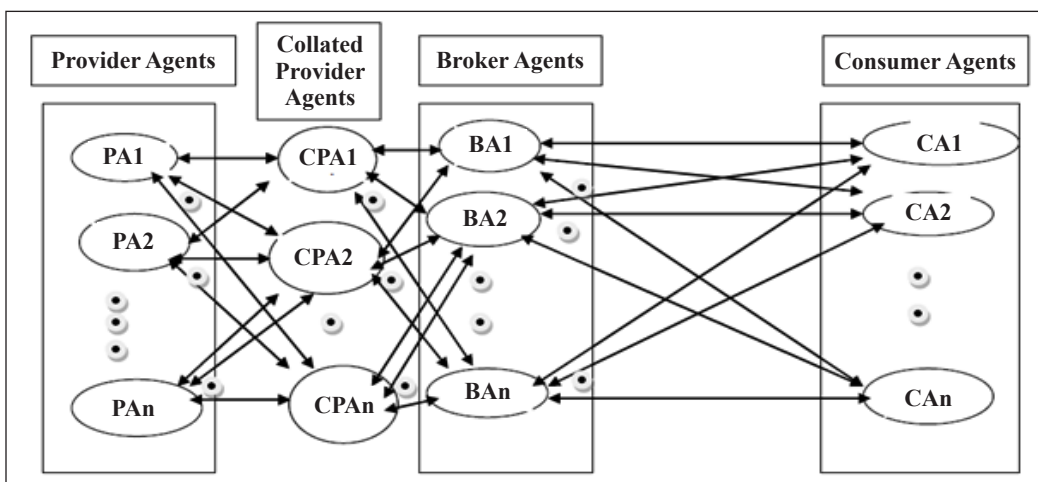 Provider Agents
Collated
Provider
Agents
Broker Agents
Consumer Agents
PA1
CPA1
BA1
CA1
PA2
CPA2
BA2
CA2
PAn
CPAn
BAn
CAn